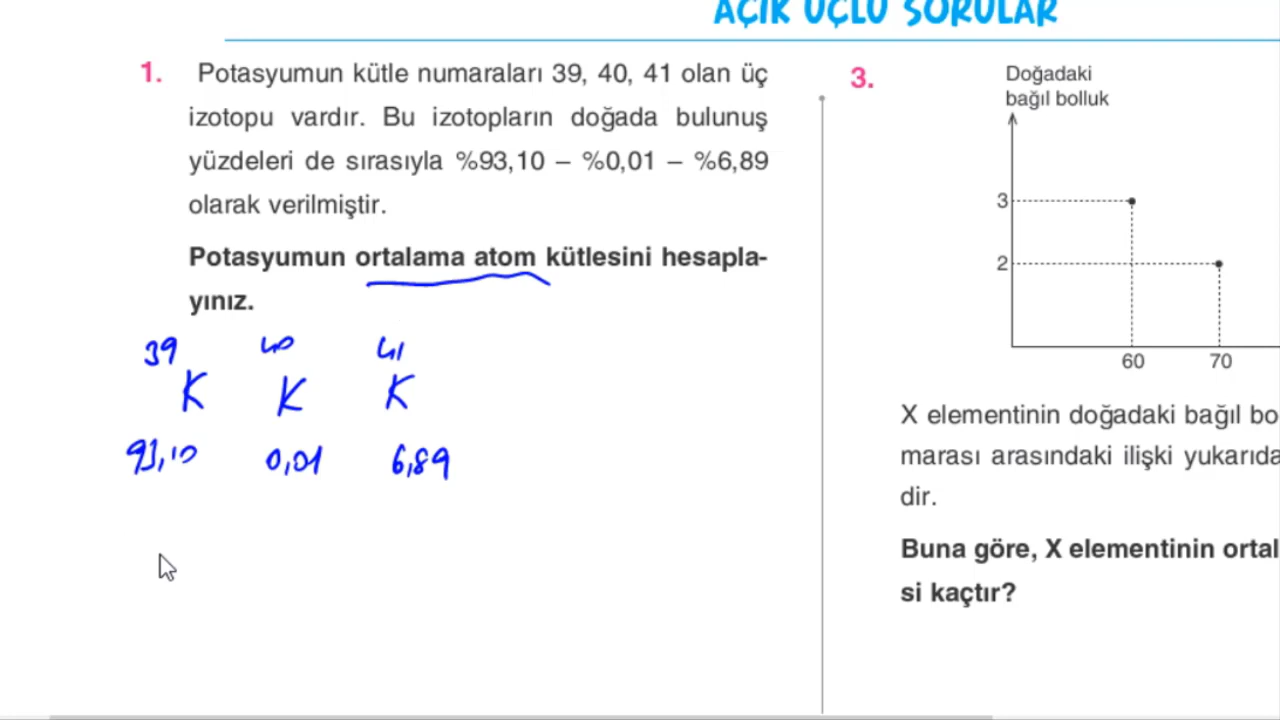 AÇIK UÇLU SORULAR
1. Potasyumun kütle numaraları 39, 40, 41 olan üç
izotopu vardır. Bu izotopların doğada bulunuş
yüzdeleri de sırasıyla %93,10 – %0,01 – %6,89
olarak verilmiştir.
Potasyumun ortalama atom kütlesini hesapla-
yınız.
39 40 41
K K K
93,10 0,01 6,89
3.
Doğadaki
bağıl bolluk
3
2
60 70
X elementinin doğadaki bağıl bo
marası arasındaki ilişki yukarıda
dir.
Buna göre, X elementinin ortal
si kaçtır?